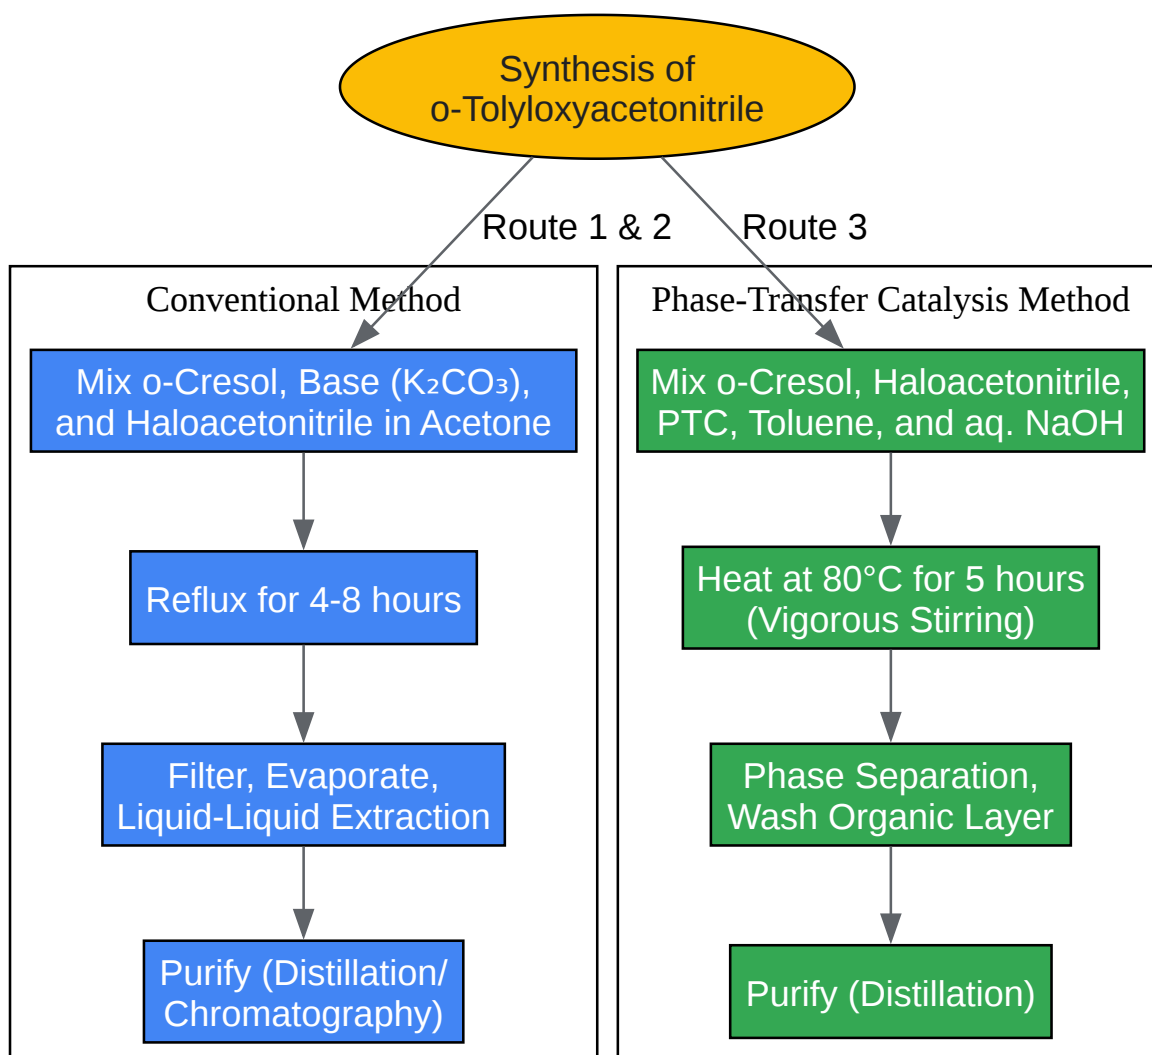 Synthesis of
o-Tolyloxyacetonitrile
Route 1 & 2
Route 3
Conventional Method
Mix o-Cresol, Base (K₂CO₃),
and Haloacetonitrile in Acetone
Reflux for 4-8 hours
Filter, Evaporate,
Liquid-Liquid Extraction
Purify (Distillation/
Chromatography)
Phase-Transfer Catalysis Method
Mix o-Cresol, Haloacetonitrile,
PTC, Toluene, and aq. NaOH
Heat at 80°C for 5 hours
(Vigorous Stirring)
Phase Separation,
Wash Organic Layer
Purify (Distillation)